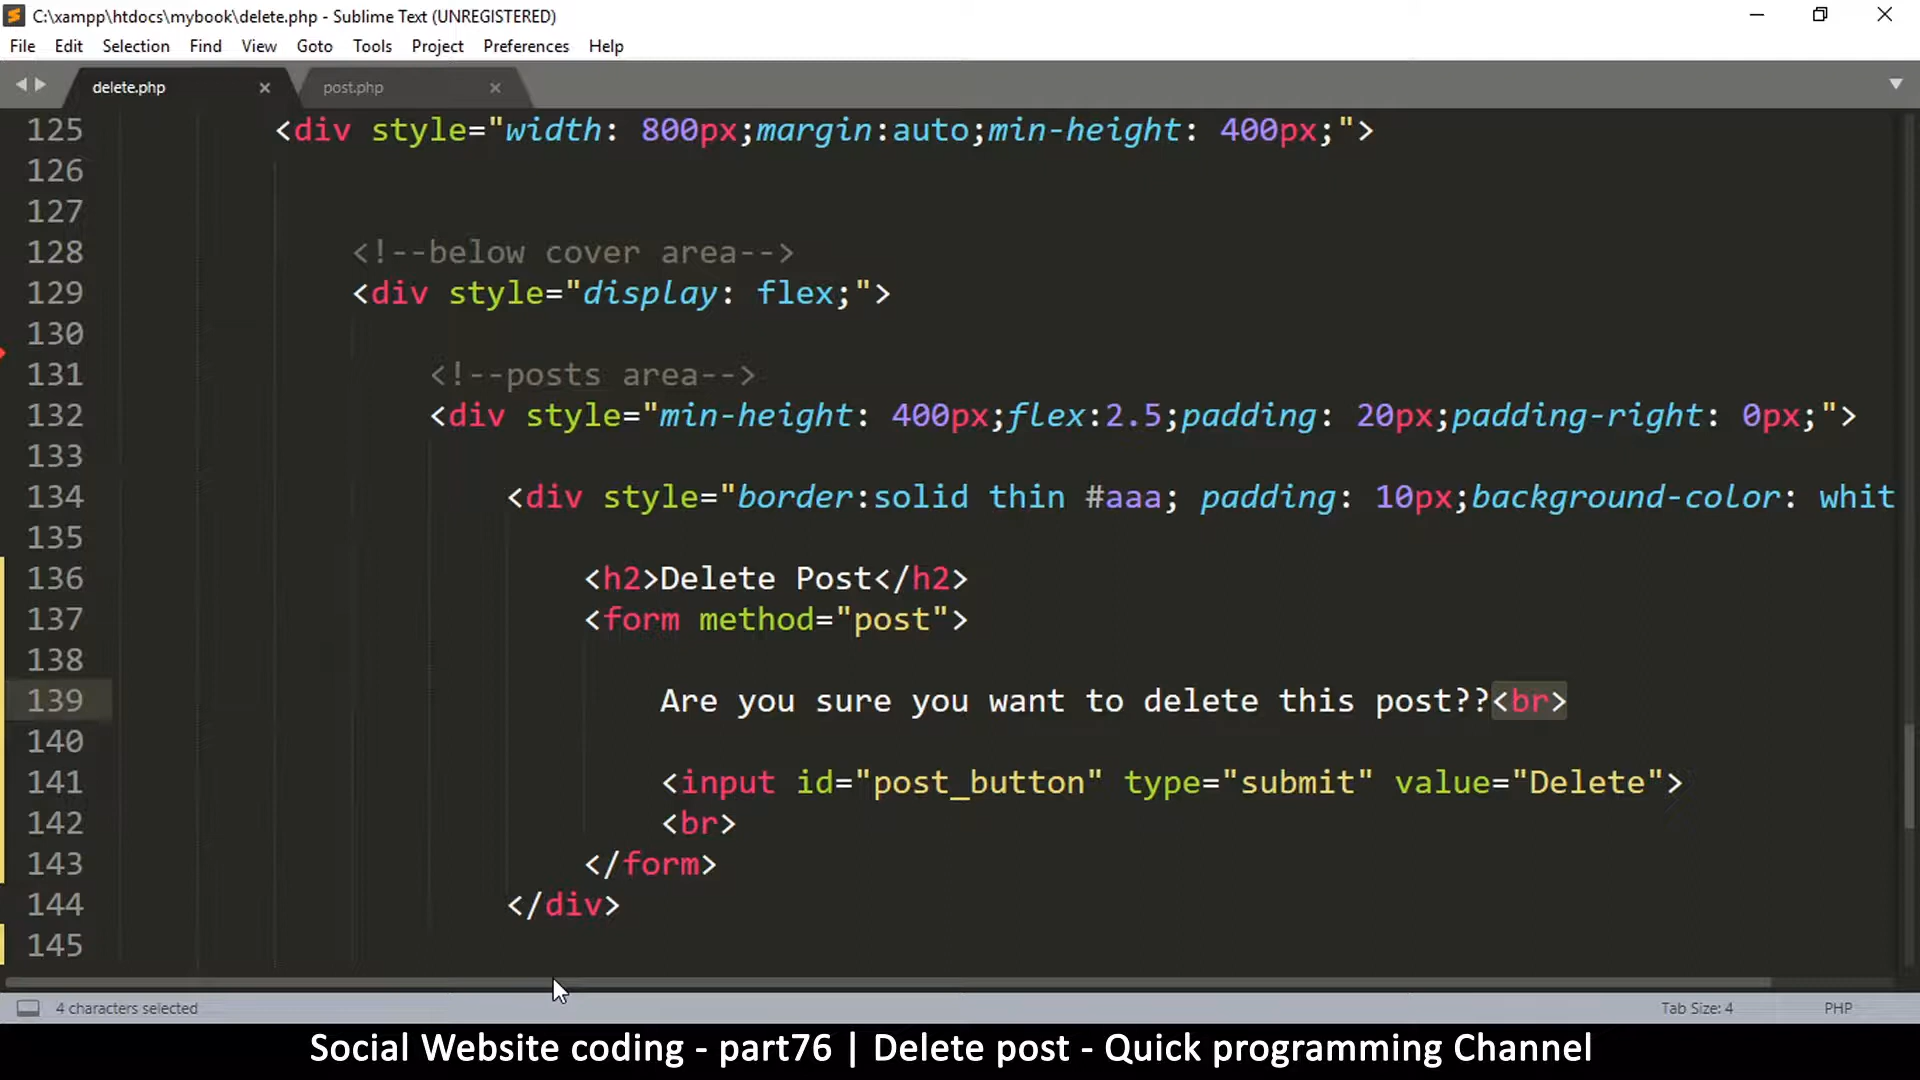 C:\xampp\htdocs\mybook\delete.php - Sublime Text (UNREGISTERED)
File Edit Selection Find View Goto Tools Project Preferences Help
delete.php post.php
125 <div style="width: 800px;margin:auto;min-height: 400px;">
126
127
128 <!--below cover area-->
129 <div style="display: flex;">
130
131 <!--posts area-->
132 <div style="min-height: 400px;flex:2.5;padding: 20px;padding-right: 0px;">
133
134 <div style="border:solid thin #aaa; padding: 10px;background-color: whit
135
136 <h2>Delete Post</h2>
137 <form method="post">
138
139 Are you sure you want to delete this post??<br>
140
141 <input id="post_button" type="submit" value="Delete">
142 <br>
143 </form>
144 </div>
145
4 characters selected Tab Size: 4 PHP
Social Website coding - part76 | Delete post - Quick programming Channel